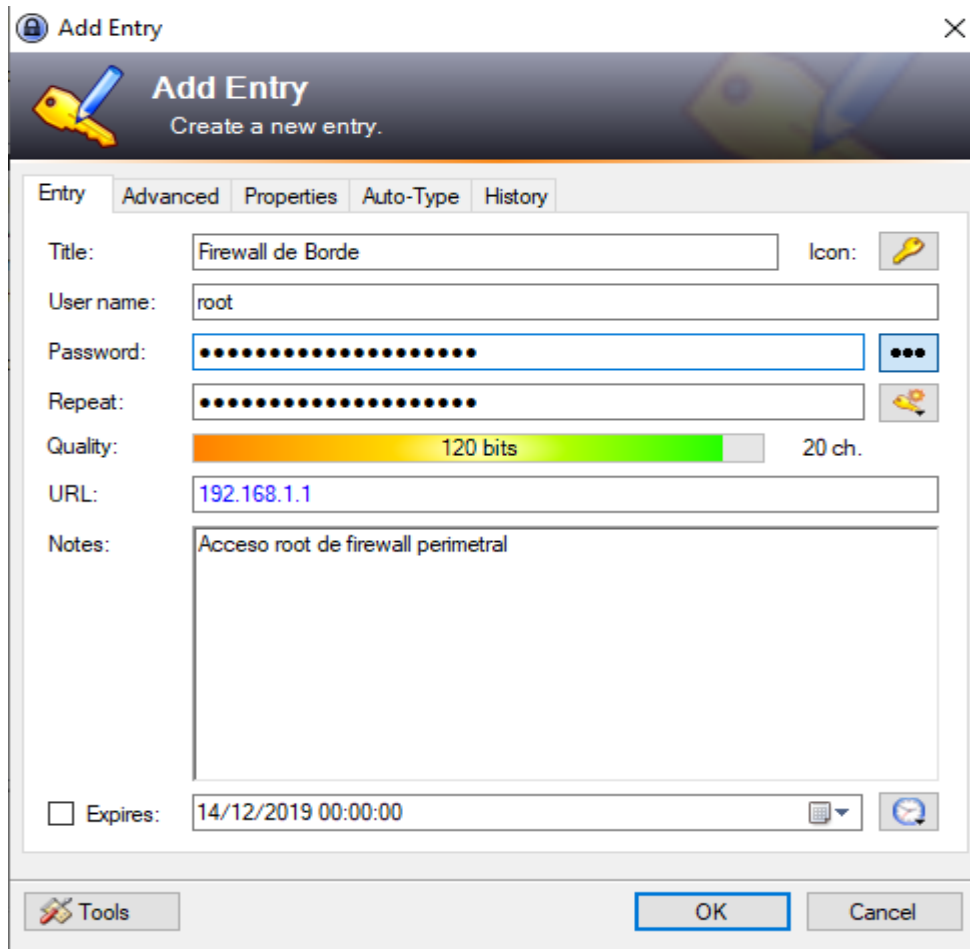 Add Entry
Add Entry
Create a new entry.
Entry Advanced Properties Auto-Type History
Title: Firewall de Borde Icon:
User name: root
Password: ●●●●●●●●●●●●●●●●●●●● ●●●
Repeat: ●●●●●●●●●●●●●●●●●●●●
Quality: 120 bits 20 ch.
URL: 192.168.1.1
Notes: Acceso root de firewall perimetral
Expires: 14/12/2019 00:00:00
Tools OK Cancel